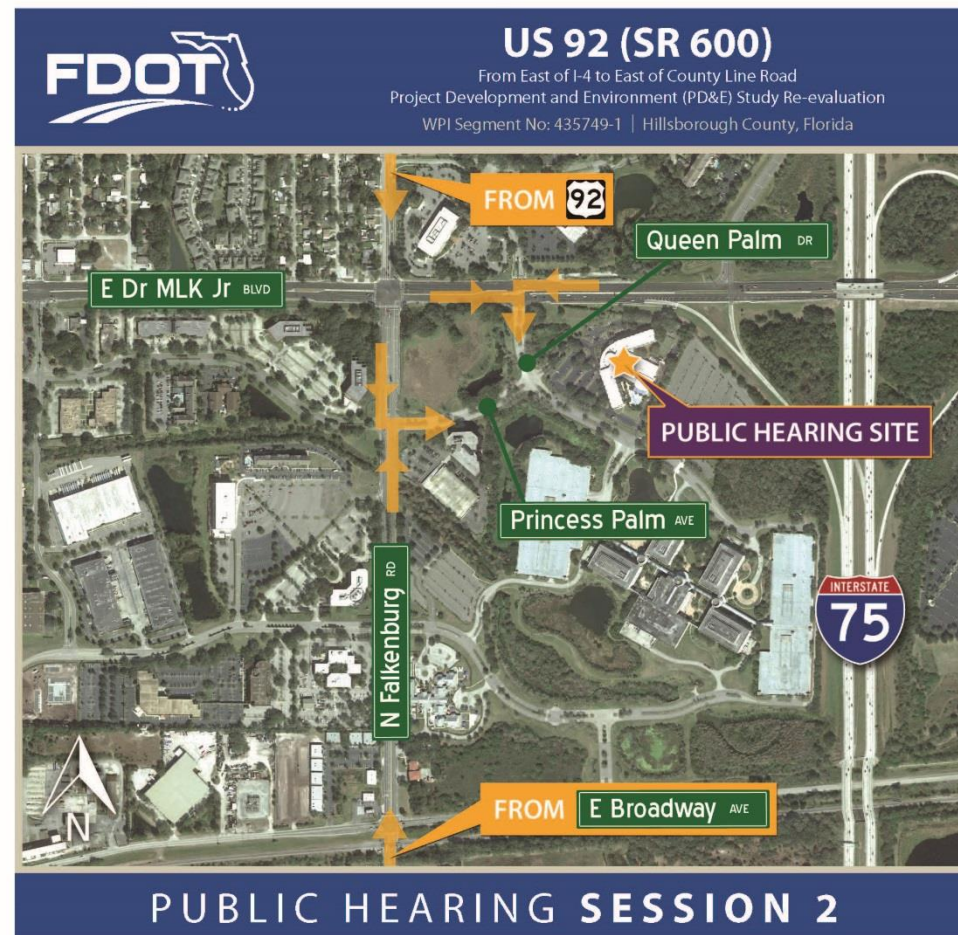 FDOT
US 92 (SR 600)
From East of I-4 to East of County Line Road
Project Development and Environment (PD&E) Study Re-evaluation
WPI Segment No: 435749-1 | Hillsborough County, Florida
FROM 92
Queen Palm DR
E Dr MLK Jr BLVD
PUBLIC HEARING SITE
Princess Palm AVE
N Falkenburg RD
INTERSTATE
75
FROM E Broadway AVE
N
PUBLIC HEARING SESSION 2